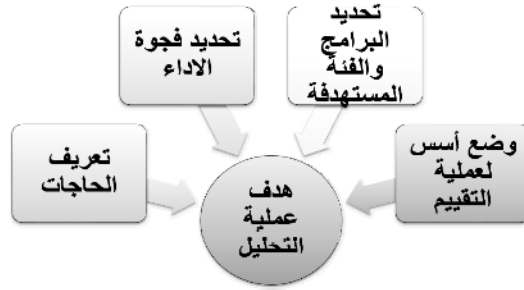 تحديد
البرامج
والفئة
المستهدفة
تحديد فجوة
الاداء
وضع أسس
لعملية
التقييم
تعريف
الحاجات
هدف
عملية
التحليل